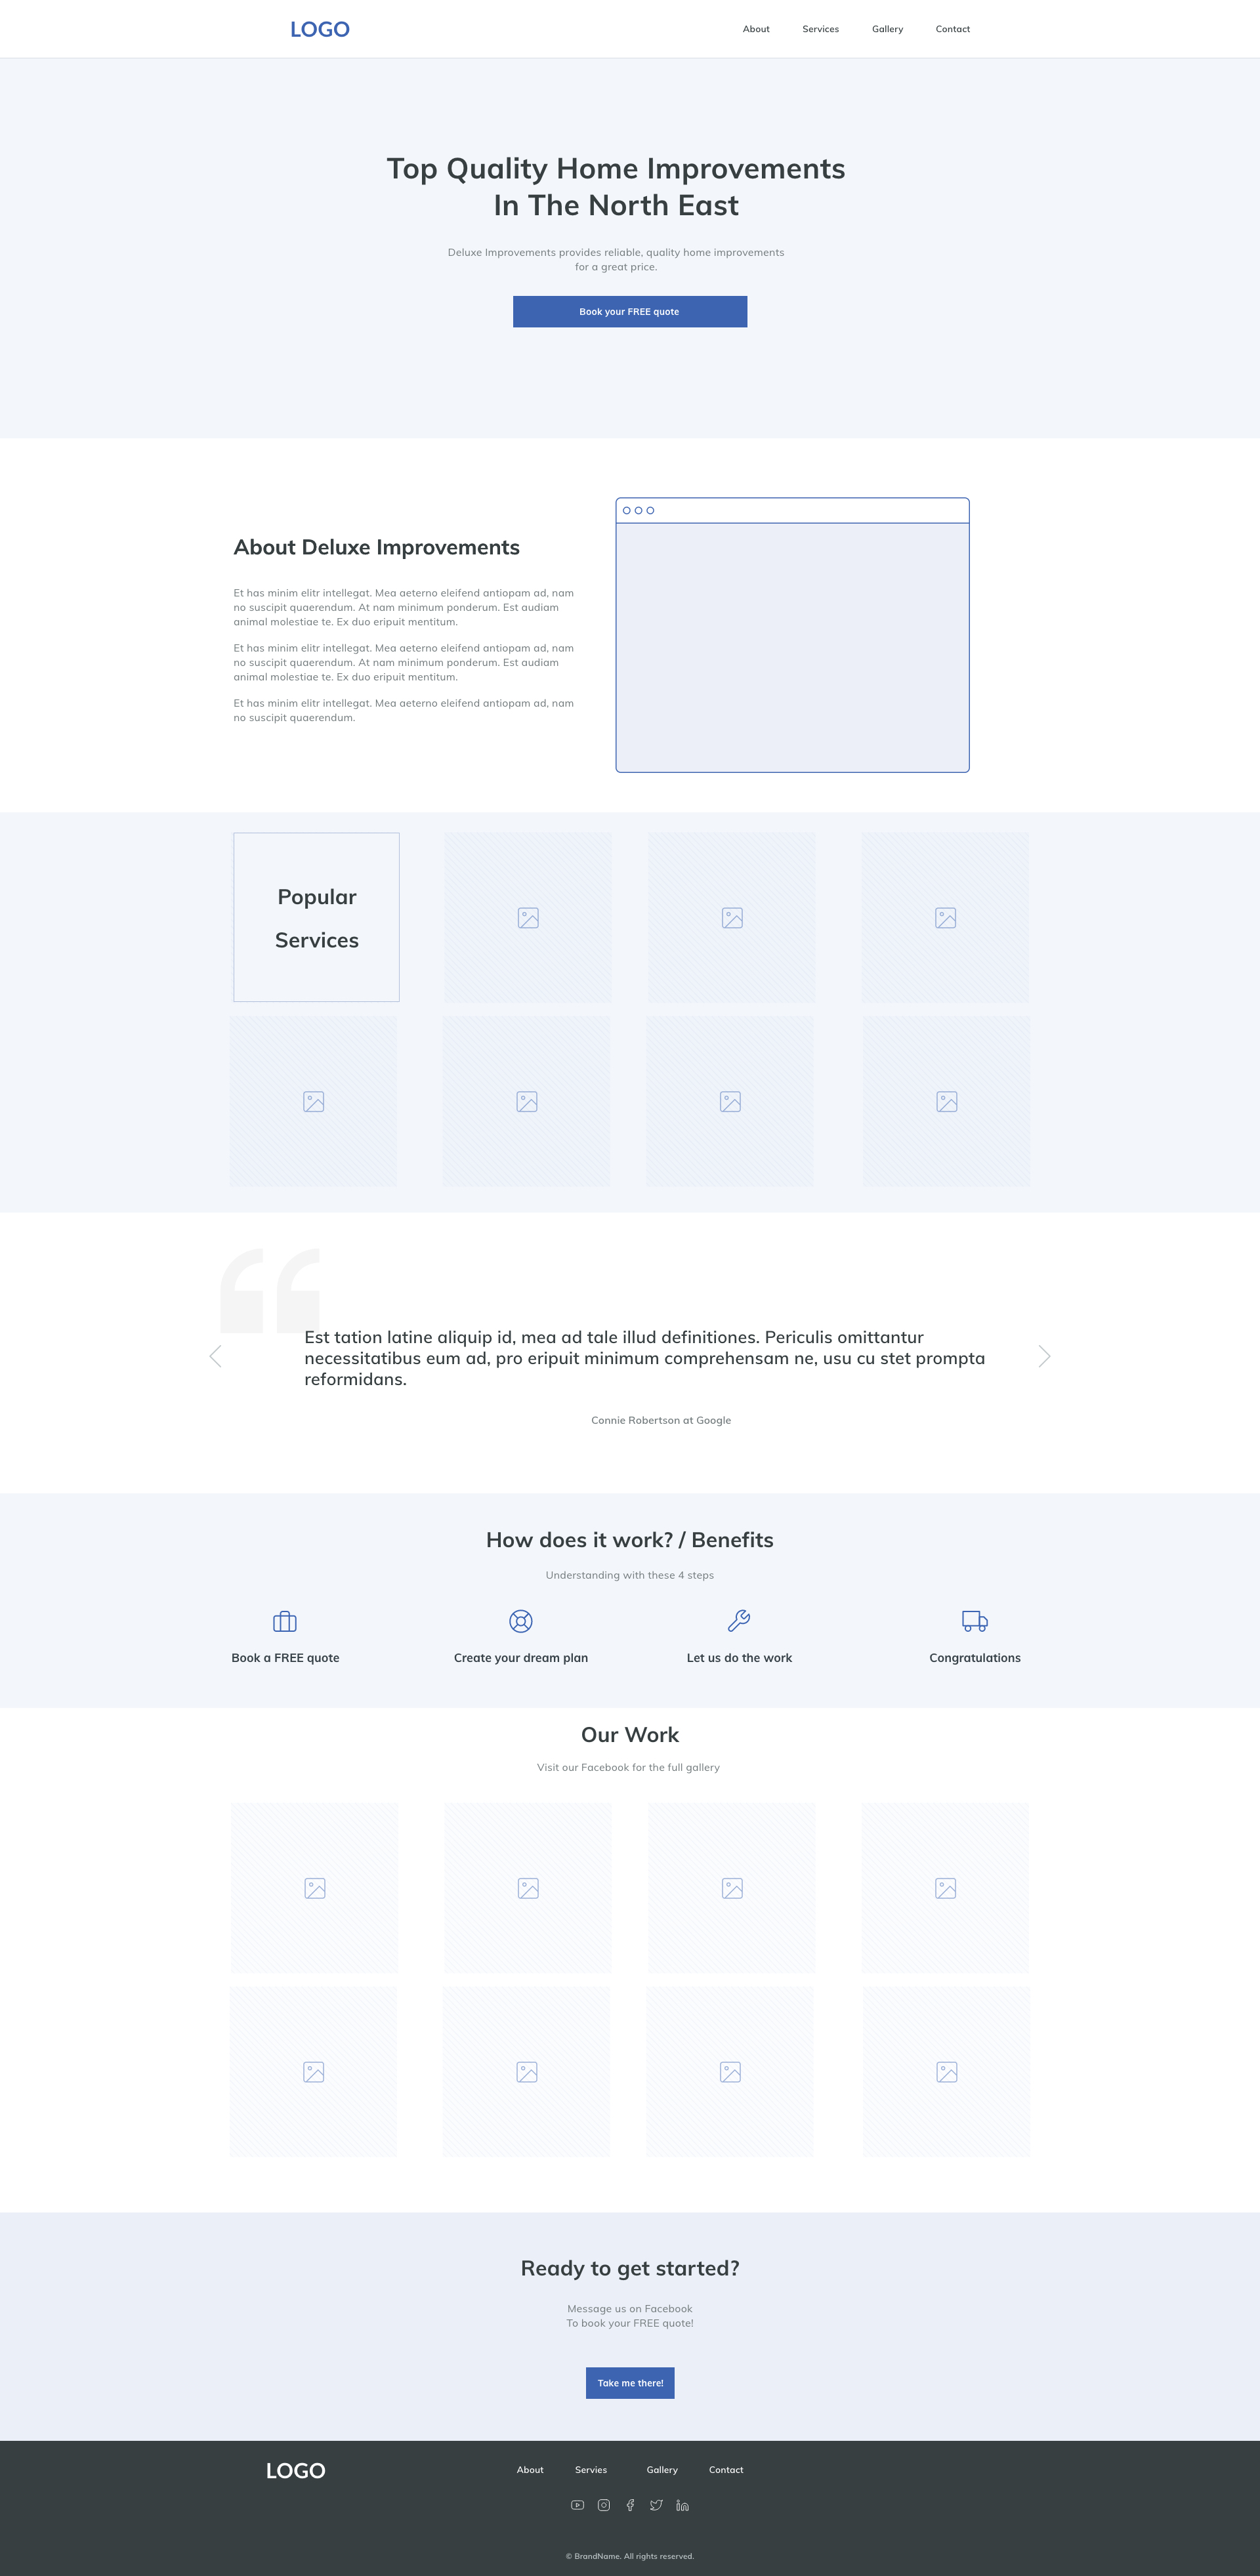 LOGO
About Services Gallery Contact
Top Quality Home Improvements
In The North East
Deluxe Improvements provides reliable, quality home improvements
for a great price.
Book your FREE quote
About Deluxe Improvements
Et has minim elitr intellegat. Mea aeterno eleifend antiopam ad, nam
no suscipit quaerendum. At nam minimum ponderum. Est audiam
animal molestiae te. Ex duo eripuit mentitum.
Et has minim elitr intellegat. Mea aeterno eleifend antiopam ad, nam
no suscipit quaerendum. At nam minimum ponderum. Est audiam
animal molestiae te. Ex duo eripuit mentitum.
Et has minim elitr intellegat. Mea aeterno eleifend antiopam ad, nam
no suscipit quaerendum.
Popular
Services
Est tation latine aliquip id, mea ad tale illud definitiones. Periculis omittantur
necessitatibus eum ad, pro eripuit minimum comprehensam ne, usu cu stet prompta
reformidans.
Connie Robertson at Google
How does it work? / Benefits
Understanding with these 4 steps
Book a FREE quote
Create your dream plan
Let us do the work
Congratulations
Our Work
Visit our Facebook for the full gallery
Ready to get started?
Message us on Facebook
To book your FREE quote!
Take me there!
LOGO
About Servies Gallery Contact
© BrandName. All rights reserved.